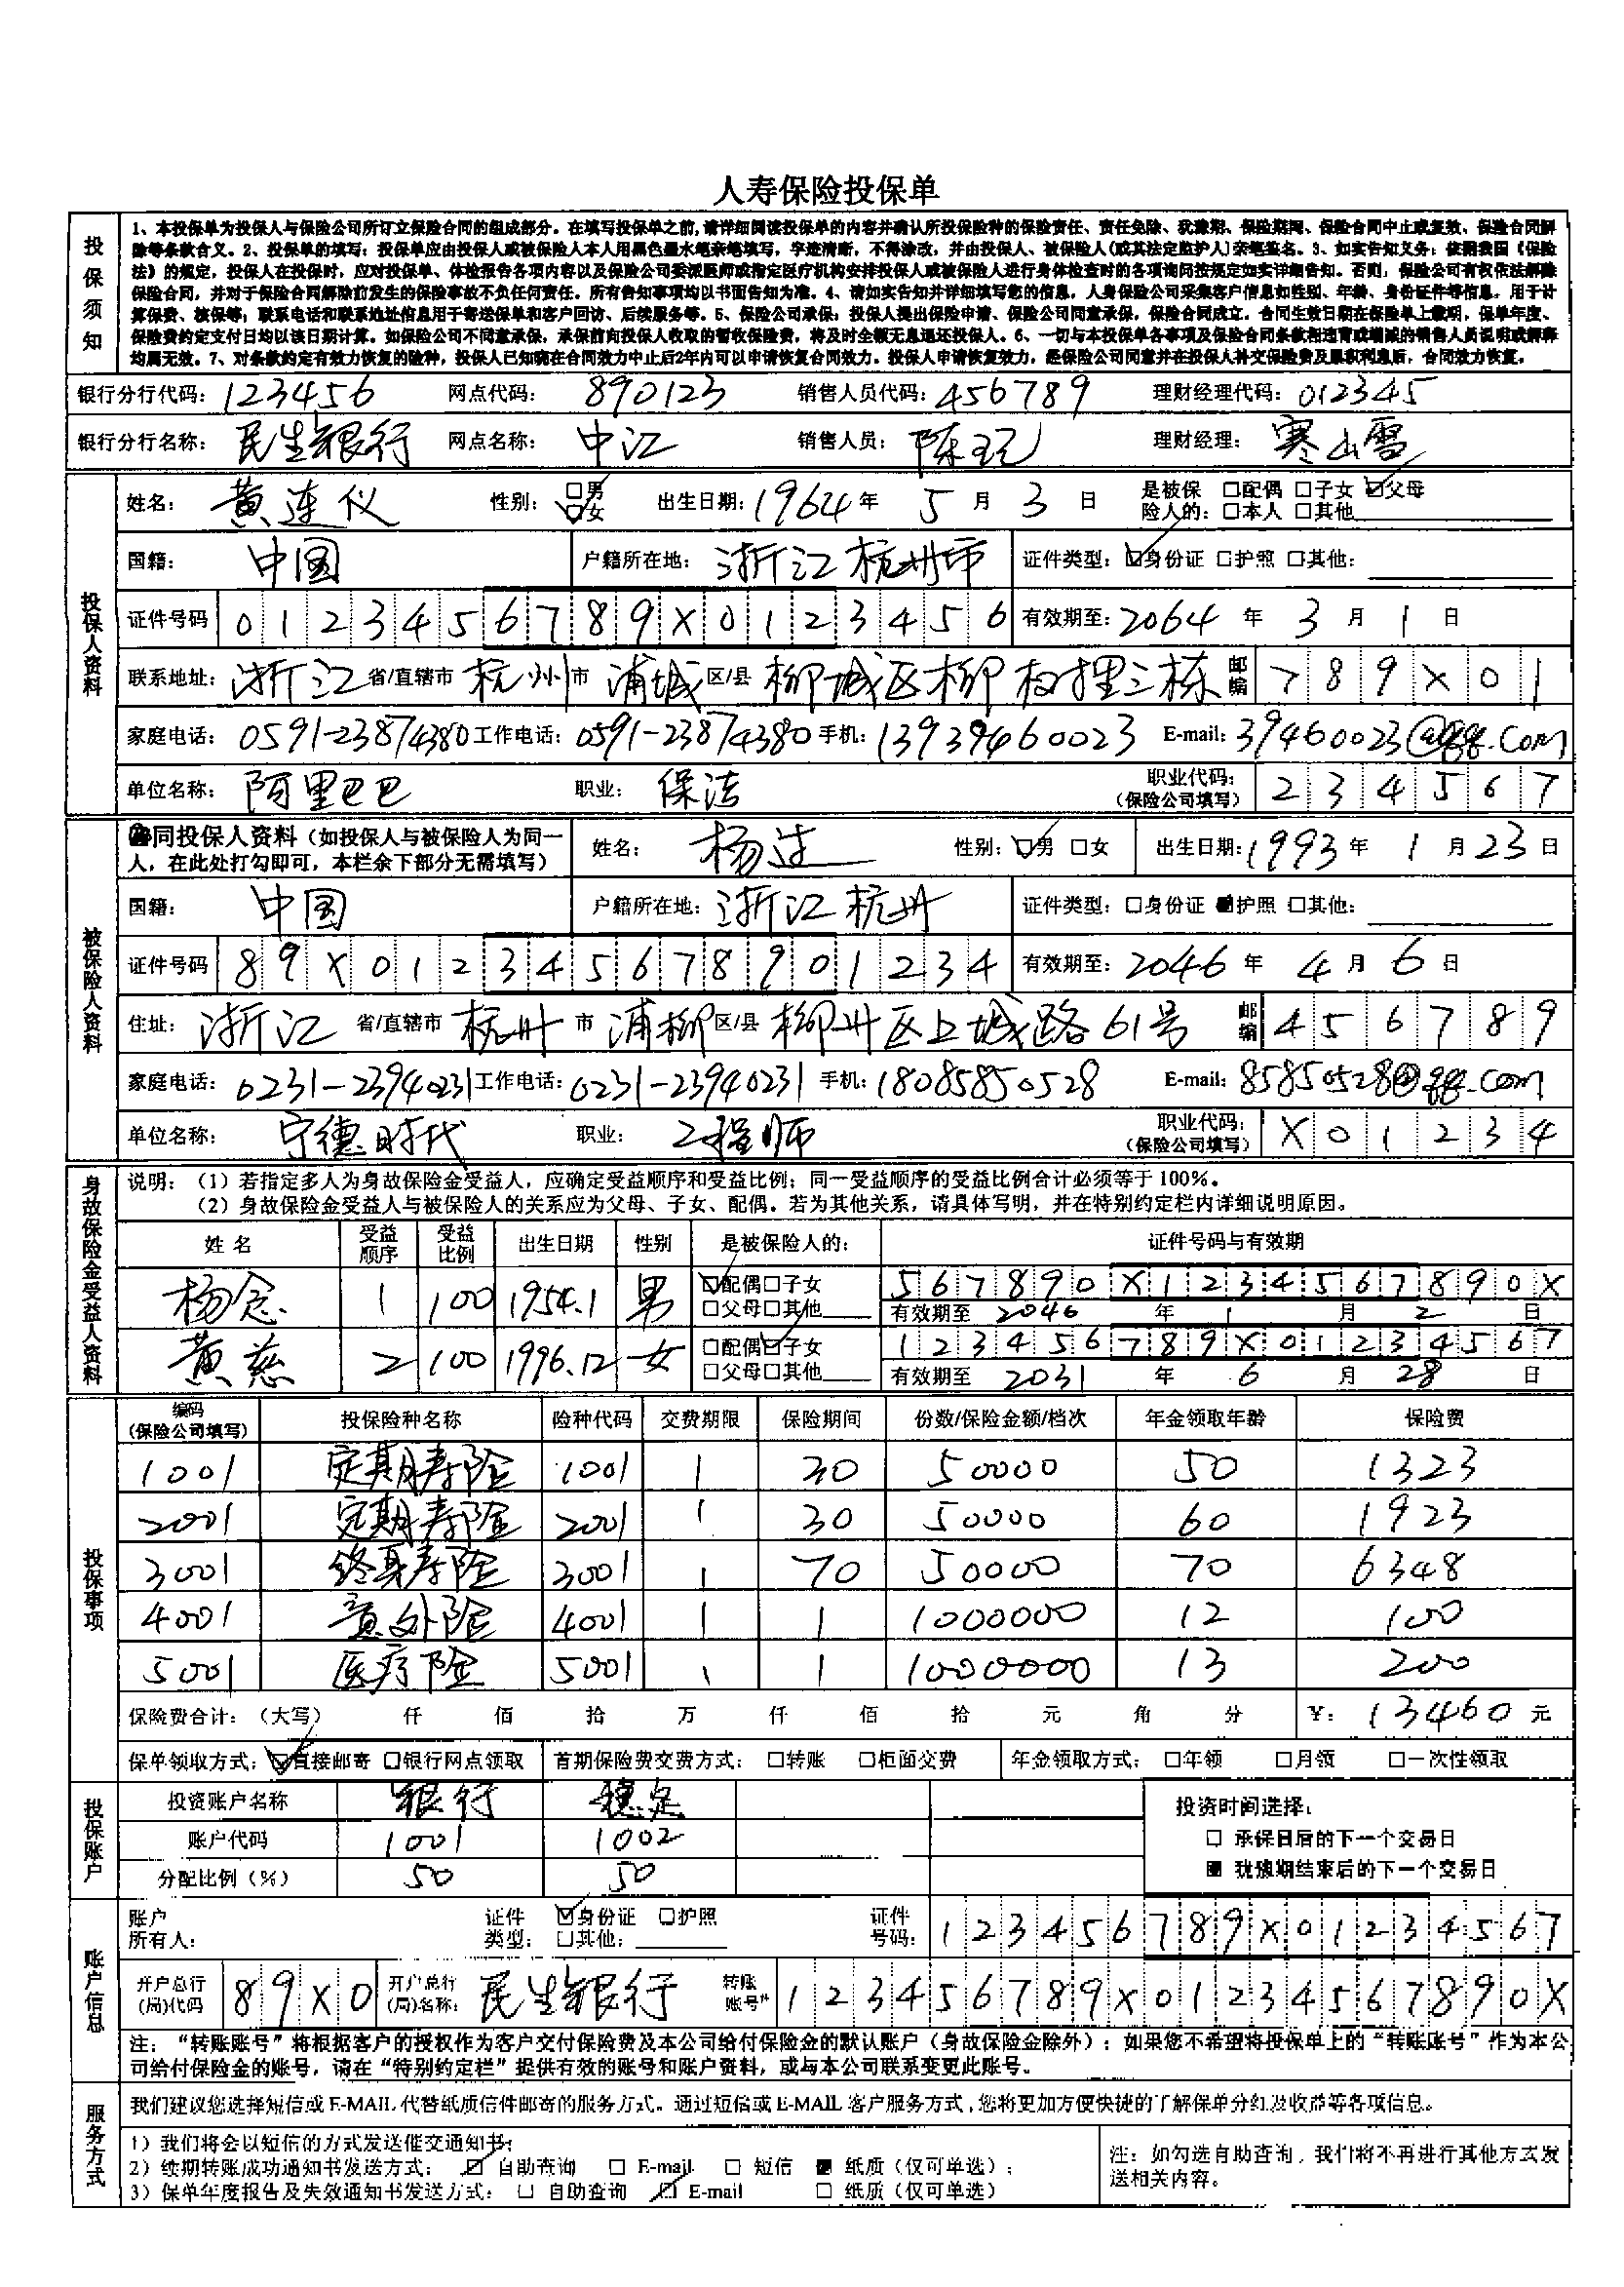 人寿保险投保单
投保须知
1、本投保单为投保人与保险公司所订立保险合同的组成部分。在填写投保单之前,请详细阅读投保单的内容并确认所投保险种的保险责任、责任免除、犹豫期、保险期间、保险合同中止或复效、保险合同解
除等条款含义。2、投保单的填写：投保单应由投保人或被保险人本人用黑色墨水笔亲笔填写，字迹清晰，不得涂改，并由投保人、被保险人(或其法定监护人)亲笔签名。3、如实告知义务：依照我国《保险
法》的规定，投保人在投保时，应对投保单、体检报告各项内容以及保险公司委派医师或指定医疗机构安排投保人或被保险人进行身体检查时的各项询问按规定如实详细告知。否则，保险公司有权依法解除
保险合同，并对于保险合同解除前发生的保险事故不负任何责任。所有告知事项均以书面告知为准。4、请如实告知并详细填写您的信息，人身保险公司采集客户信息如性别、年龄、身份证件等信息，用于计
算保费、核保等；联系电话和联系地址信息用于寄送保单和客户回访、后续服务等。5、保险公司承保：投保人提出保险申请、保险公司同意承保，保险合同成立。合同生效日期在保险单上载明，保单年度、
保险费约定支付日均以该日期计算。如保险公司不同意承保，承保前向投保人收取的暂收保险费，将及时全额无息退还投保人。6、一切与本投保单各事项及保险合同条款相违背或增减的销售人员说明或解释
均属无效。7、对条款约定有效力恢复的险种，投保人已知晓在合同效力中止后2年内可以申请恢复合同效力。投保人申请恢复效力，经保险公司同意并在投保人补交保险费及累积利息后，合同效力恢复。
银行分行代码：123456 网点代码： 890123 销售人员代码：456789 理财经理代码：012345
银行分行名称： 民生银行 网点名称： 中江 销售人员： 陈玘 理财经理： 寒山雪
投保人资料
姓名： 黄连仪 性别： □男 ☑女 出生日期：1964 年 5 月 3 日 是被保险人的： □配偶 □子女 ☑父母 □本人 □其他
国籍： 中国 户籍所在地： 浙江杭州市 证件类型：☑身份证 □护照 □其他：
证件号码 0 1 2 3 4 5 6 7 8 9 X 0 1 2 3 4 5 6 有效期至：2064 年 3 月 1 日
联系地址：浙江 省/直辖市 杭州 市 浦城 区/县 柳城区柳树里三栋 邮编 7 8 9 X 0 1
家庭电话： 0591-23874380 工作电话：0591-23874380 手机：13939460023 E-mail：39460023@qq.com
单位名称： 阿里巴巴 职业： 保洁 职业代码：（保险公司填写） 2 3 4 5 6 7
被保险人资料
同投保人资料（如投保人与被保险人为同一
人，在此处打勾即可，本栏余下部分无需填写）
姓名： 杨过 性别：☑男 □女 出生日期：1993 年 1 月 23 日
国籍： 中国 户籍所在地：浙江杭州 证件类型：□身份证 ■护照 □其他：
证件号码 8 9 X 0 1 2 3 4 5 6 7 8 9 0 1 2 3 4 有效期至：2046 年 4 月 6 日
住址： 浙江 省/直辖市 杭州 市 浦柳 区/县 柳州区上城路61号 邮编 4 5 6 7 8 9
家庭电话： 0231-23940231 工作电话：0231-23940231 手机：18085850528 E-mail：85850528@qq.com
单位名称： 宁德时代 职业： 工程师 职业代码：（保险公司填写） X 0 1 2 3 4
身故保险金受益人资料
说明：（1）若指定多人为身故保险金受益人，应确定受益顺序和受益比例；同一受益顺序的受益比例合计必须等于100%。
（2）身故保险金受益人与被保险人的关系应为父母、子女、配偶。若为其他关系，请具体写明，并在特别约定栏内详细说明原因。
姓 名 受益顺序 受益比例 出生日期 性别 是被保险人的： 证件号码与有效期
杨念 1 100 1954.1 男 ☑配偶□子女 □父母□其他 5 6 7 8 9 0 X 1 2 3 4 5 6 7 8 9 0 X
有效期至 2046 年 1 月 2 日
黄慈 2 100 1996.12 女 □配偶☑子女 □父母□其他 1 2 3 4 5 6 7 8 9 X 0 1 2 3 4 5 6 7
有效期至 2031 年 6 月 28 日
投保事项
编码（保险公司填写） 投保险种名称 险种代码 交费期限 保险期间 份数/保险金额/档次 年金领取年龄 保险费
1001 定期寿险 1001 1 30 50000 50 1323
2001 定期寿险 2001 1 30 50000 60 1923
3001 终身寿险 3001 1 70 50000 70 6348
4001 意外险 4001 1 1 1000000 12 100
5001 医疗险 5001 1 1 1000000 13 200
保险费合计：（大写） 仟 佰 拾 万 仟 佰 拾 元 角 分 ¥： 13460 元
保单领取方式：☑直接邮寄 □银行网点领取 首期保险费交费方式： □转账 □柜面交费 年金领取方式： □年领 □月领 □一次性领取
投保账户
投资账户名称 银行 稳定
账户代码 1001 1002
分配比例（%） 50 50
投资时间选择：
□ 承保日后的下一个交易日
■ 犹豫期结束后的下一个交易日
账户信息
账户所有人： 证件类型： ☑身份证 □护照 □其他： 证件号码： 1 2 3 4 5 6 7 8 9 X 0 1 2 3 4 5 6 7
开户总行(局)代码 8 9 X 0 开户总行(局)名称： 民生银行 转账账号 1 2 3 4 5 6 7 8 9 X 0 1 2 3 4 5 6 7 8 9 0 X
注：“转账账号”将根据客户的授权作为客户交付保险费及本公司给付保险金的默认账户（身故保险金除外）；如果您不希望将投保单上的“转账账号”作为本公
司给付保险金的账号，请在“特别约定栏”提供有效的账号和账户资料，或与本公司联系变更此账号。
服务方式
我们建议您选择短信或 E-MAIL 代替纸质信件邮寄的服务方式。通过短信或 E-MAIL 客户服务方式，您将更加方便快捷的了解保单分红及收益等各项信息。
1）我们将会以短信的方式发送催交通知书；
2）续期转账成功通知书发送方式： ☑ 自助查询 □ E-mail □ 短信 ■ 纸质（仅可单选）；
3）保单年度报告及失效通知书发送方式： □ 自助查询 ☑ E-mail □ 纸质（仅可单选）
注：如勾选自助查询，我们将不再进行其他方式发
送相关内容。